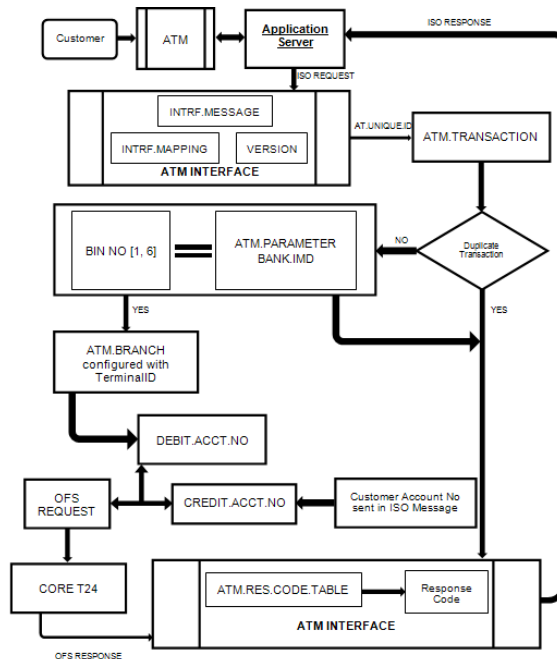 Customer
ATM
Application
Server
ISO RESPONSE
ISO REQUEST
INTRF.MESSAGE
INTRF.MAPPING
VERSION
ATM INTERFACE
AT.UNIQUE.ID
ATM.TRANSACTION
BIN NO [1, 6]
ATM.PARAMETER
BANK.IMD
NO
Duplicate
Transaction
YES
YES
ATM.BRANCH
configured with
TerminalID
DEBIT.ACCT.NO
OFS
REQUEST
CREDIT.ACCT.NO
Customer Account No
sent in ISO Message
CORE T24
ATM.RES.CODE.TABLE
Response
Code
ATM INTERFACE
OFS RESPONSE